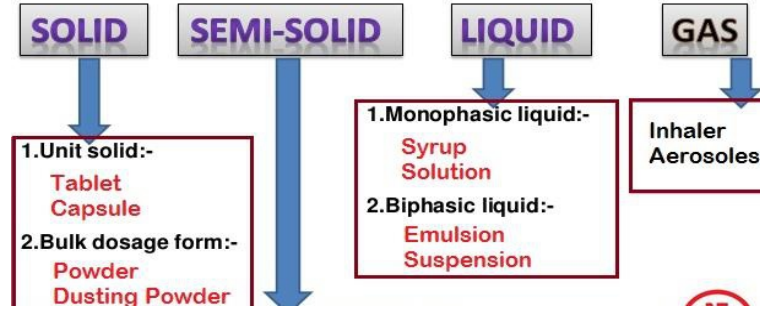 SOLID
SEMI-SOLID
LIQUID
GAS
1.Unit solid:-
Tablet
Capsule
2.Bulk dosage form:-
Powder
Dusting Powder
1.Monophasic liquid:-
Syrup
Solution
2.Biphasic liquid:-
Emulsion
Suspension
Inhaler
Aerosoles